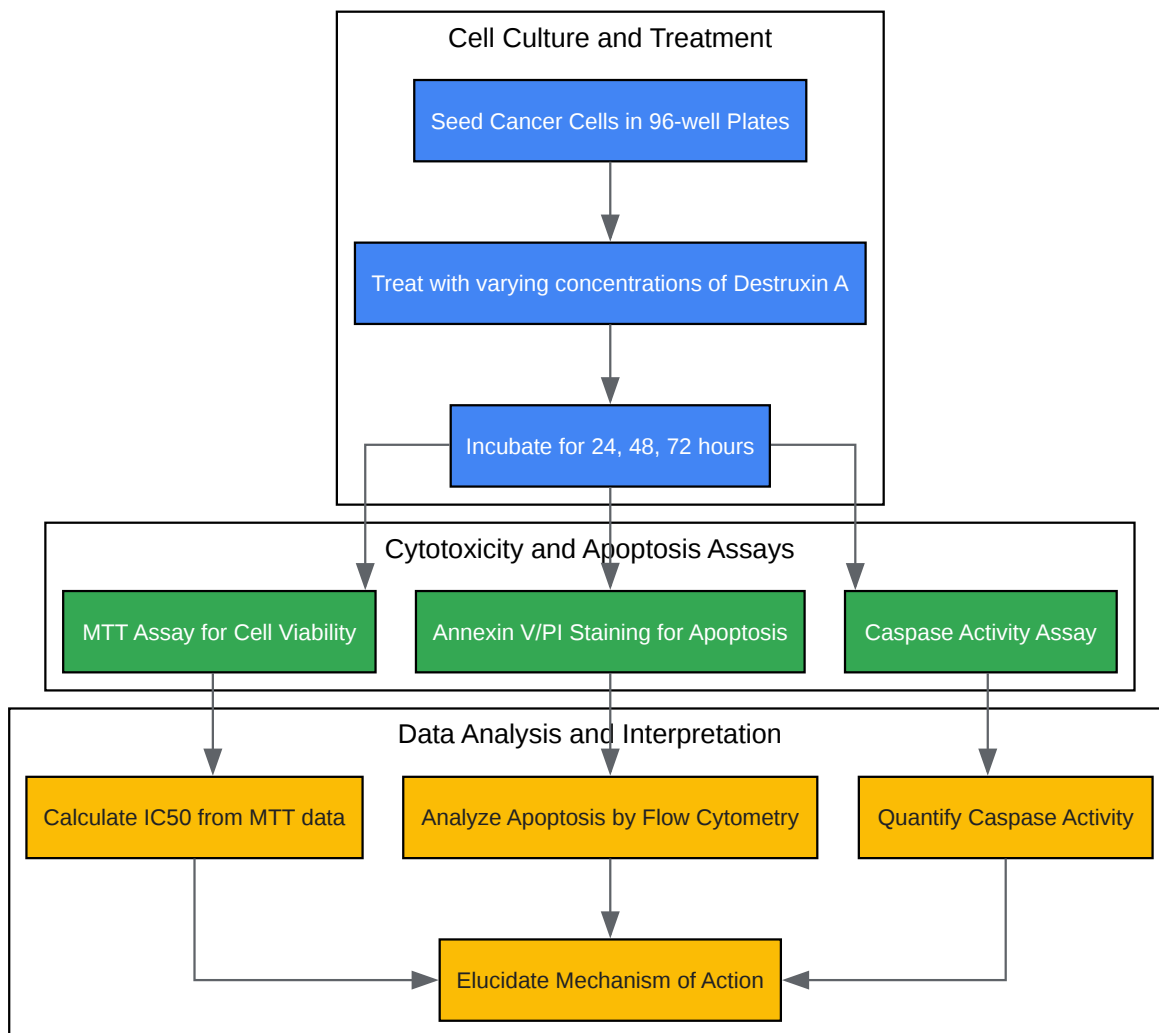 Cell Culture and Treatment
Seed Cancer Cells in 96-well Plates
Treat with varying concentrations of Destruxin A
Incubate for 24, 48, 72 hours
Cytotoxicity and Apoptosis Assays
MTT Assay for Cell Viability
Annexin V/PI Staining for Apoptosis
Caspase Activity Assay
Data Analysis and Interpretation
Calculate IC50 from MTT data
Analyze Apoptosis by Flow Cytometry
Quantify Caspase Activity
Elucidate Mechanism of Action